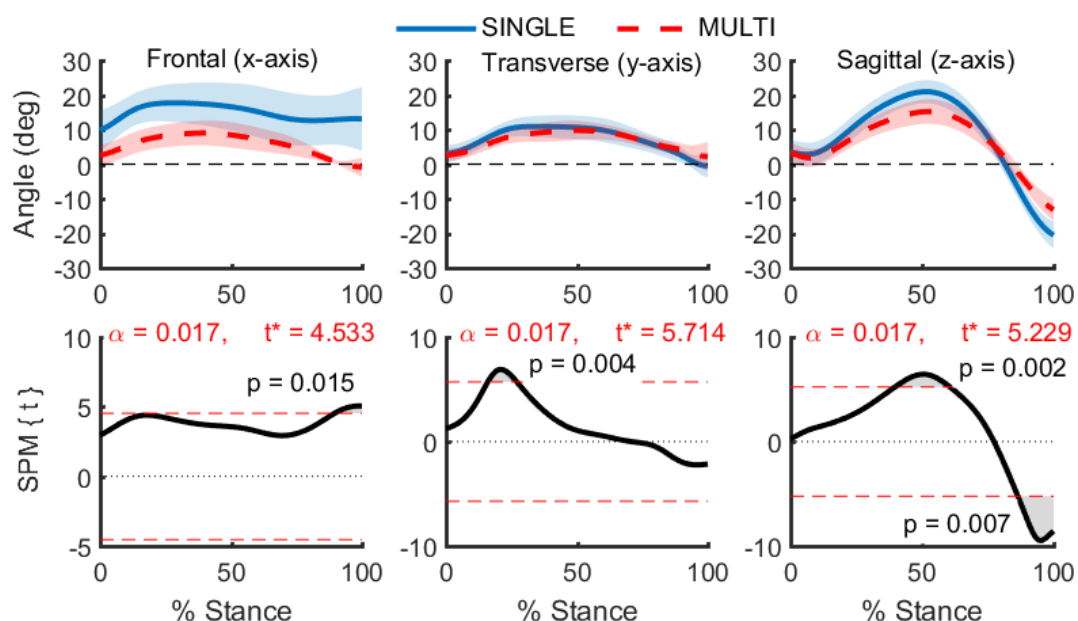 SINGLE MULTI
Frontal (x-axis) Transverse (y-axis) Sagittal (z-axis)
Angle (deg)
30 30 30
20 20 20
10 10 10
0 0 0
-10 -10 -10
-20 -20 -20
-30 -30 -30
0 50 100 0 50 100 0 50 100
α = 0.017, t* = 4.533 α = 0.017, t* = 5.714 α = 0.017, t* = 5.229
SPM { t }
10 10 10
p = 0.015 p = 0.004 p = 0.002
5
0 0 0
p = 0.007
-5 -10 -10
0 50 100 0 50 100 0 50 100
% Stance % Stance % Stance